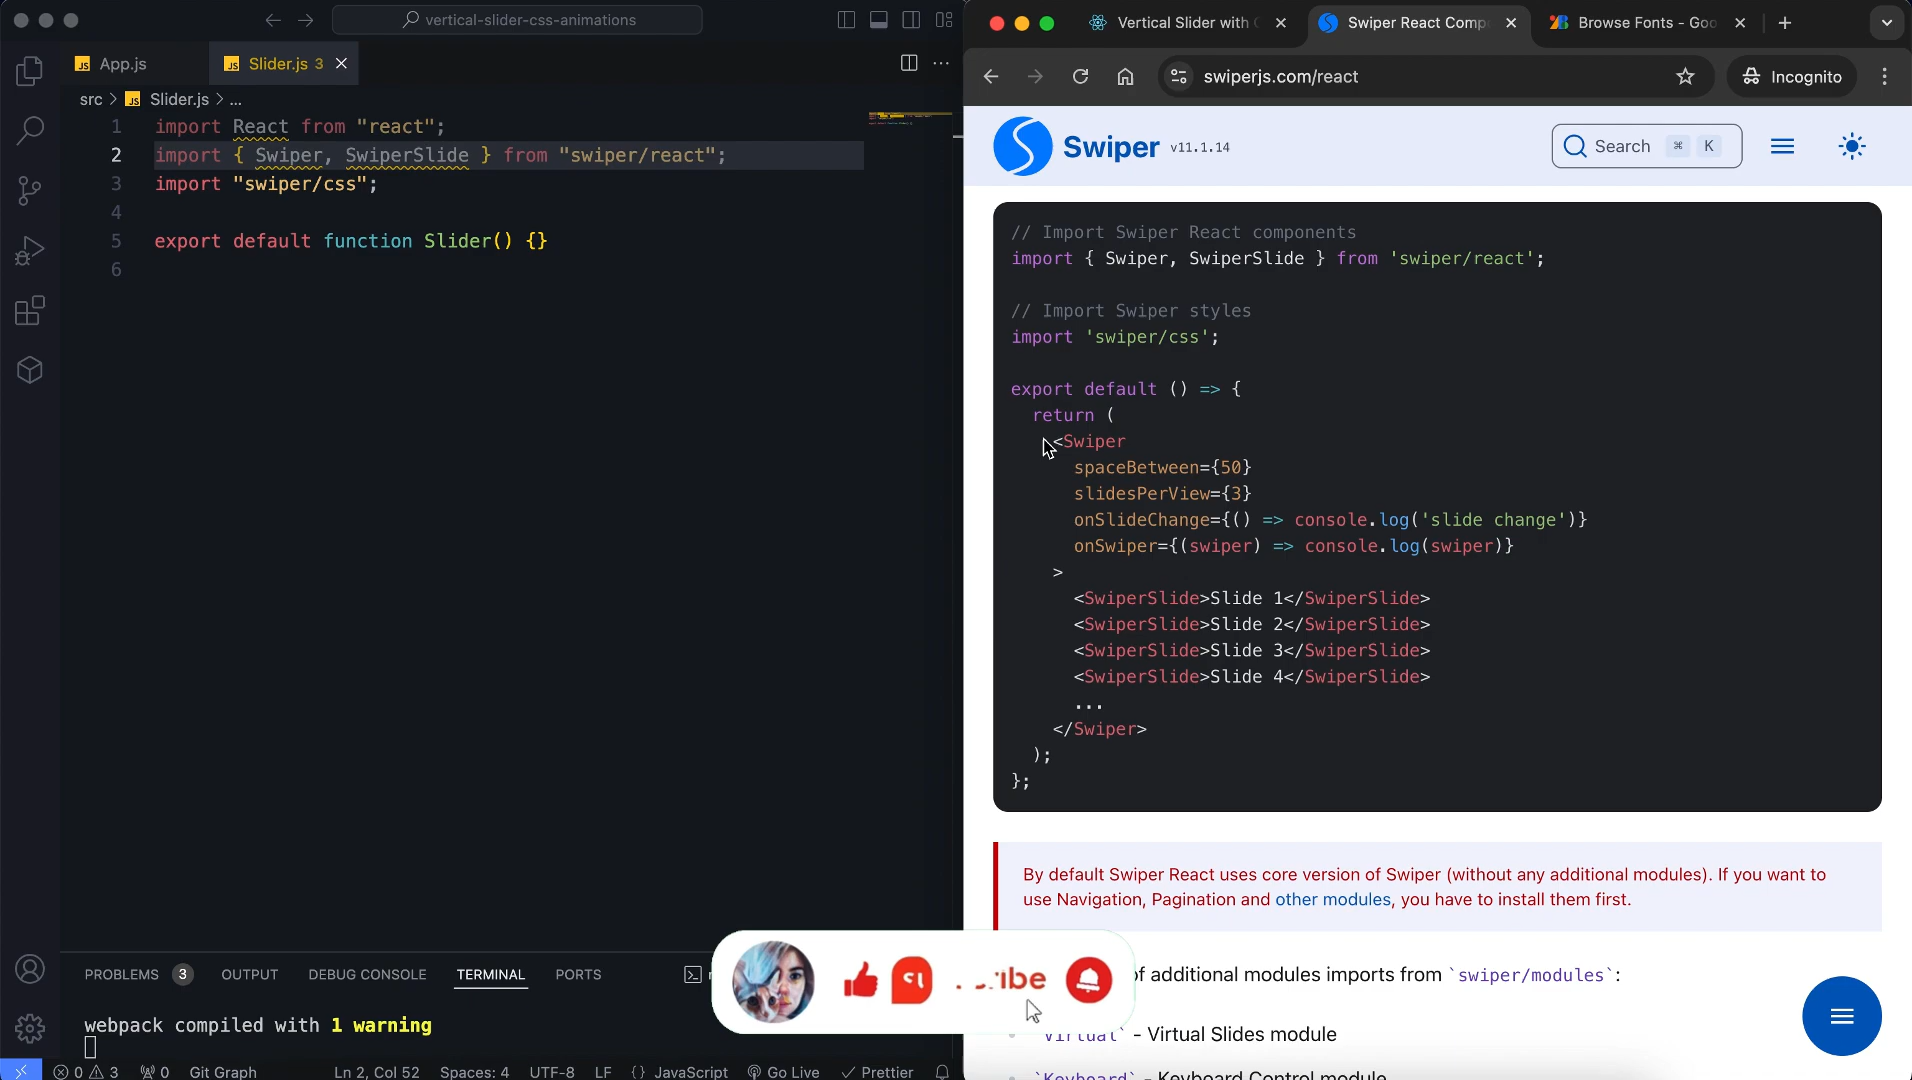 vertical-slider-css-animations
App.js
Slider.js 3
src > Slider.js > ...
1 import React from "react";
2 import { Swiper, SwiperSlide } from "swiper/react";
3 import "swiper/css";
4
5 export default function Slider() {}
6
PROBLEMS 3 OUTPUT DEBUG CONSOLE TERMINAL PORTS
webpack compiled with 1 warning
0 3 0 Git Graph Ln 2, Col 52 Spaces: 4 UTF-8 LF {} JavaScript Go Live Prettier
Vertical Slider with
Swiper React Comp
Browse Fonts - Goo
swiperjs.com/react
Incognito
Swiper v11.1.14
Search ⌘ K
// Import Swiper React components
import { Swiper, SwiperSlide } from 'swiper/react';
// Import Swiper styles
import 'swiper/css';
export default () => {
return (
<Swiper
spaceBetween={50}
slidesPerView={3}
onSlideChange={() => console.log('slide change')}
onSwiper={(swiper) => console.log(swiper)}
>
<SwiperSlide>Slide 1</SwiperSlide>
<SwiperSlide>Slide 2</SwiperSlide>
<SwiperSlide>Slide 3</SwiperSlide>
<SwiperSlide>Slide 4</SwiperSlide>
...
</Swiper>
);
};
By default Swiper React uses core version of Swiper (without any additional modules). If you want to
use Navigation, Pagination and other modules, you have to install them first.
of additional modules imports from `swiper/modules`:
`Virtual` - Virtual Slides module
`Keyboard` - Keyboard Control module